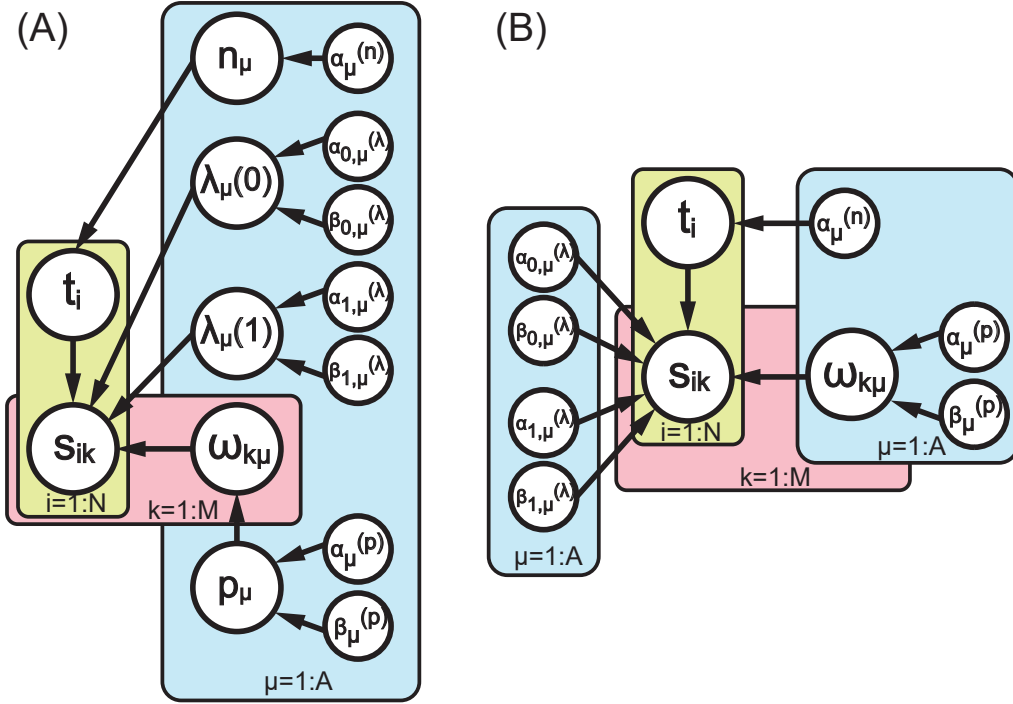 (A)
nμ
αμ(n)
λμ(0)
α0,μ(λ)
β0,μ(λ)
ti
λμ(1)
α1,μ(λ)
β1,μ(λ)
sik
ωkμ
i=1:N
k=1:M
pμ
αμ(p)
βμ(p)
μ=1:A
(B)
ti
αμ(n)
α0,μ(λ)
β0,μ(λ)
sik
ωkμ
αμ(p)
βμ(p)
α1,μ(λ)
i=1:N
μ=1:A
k=1:M
β1,μ(λ)
μ=1:A